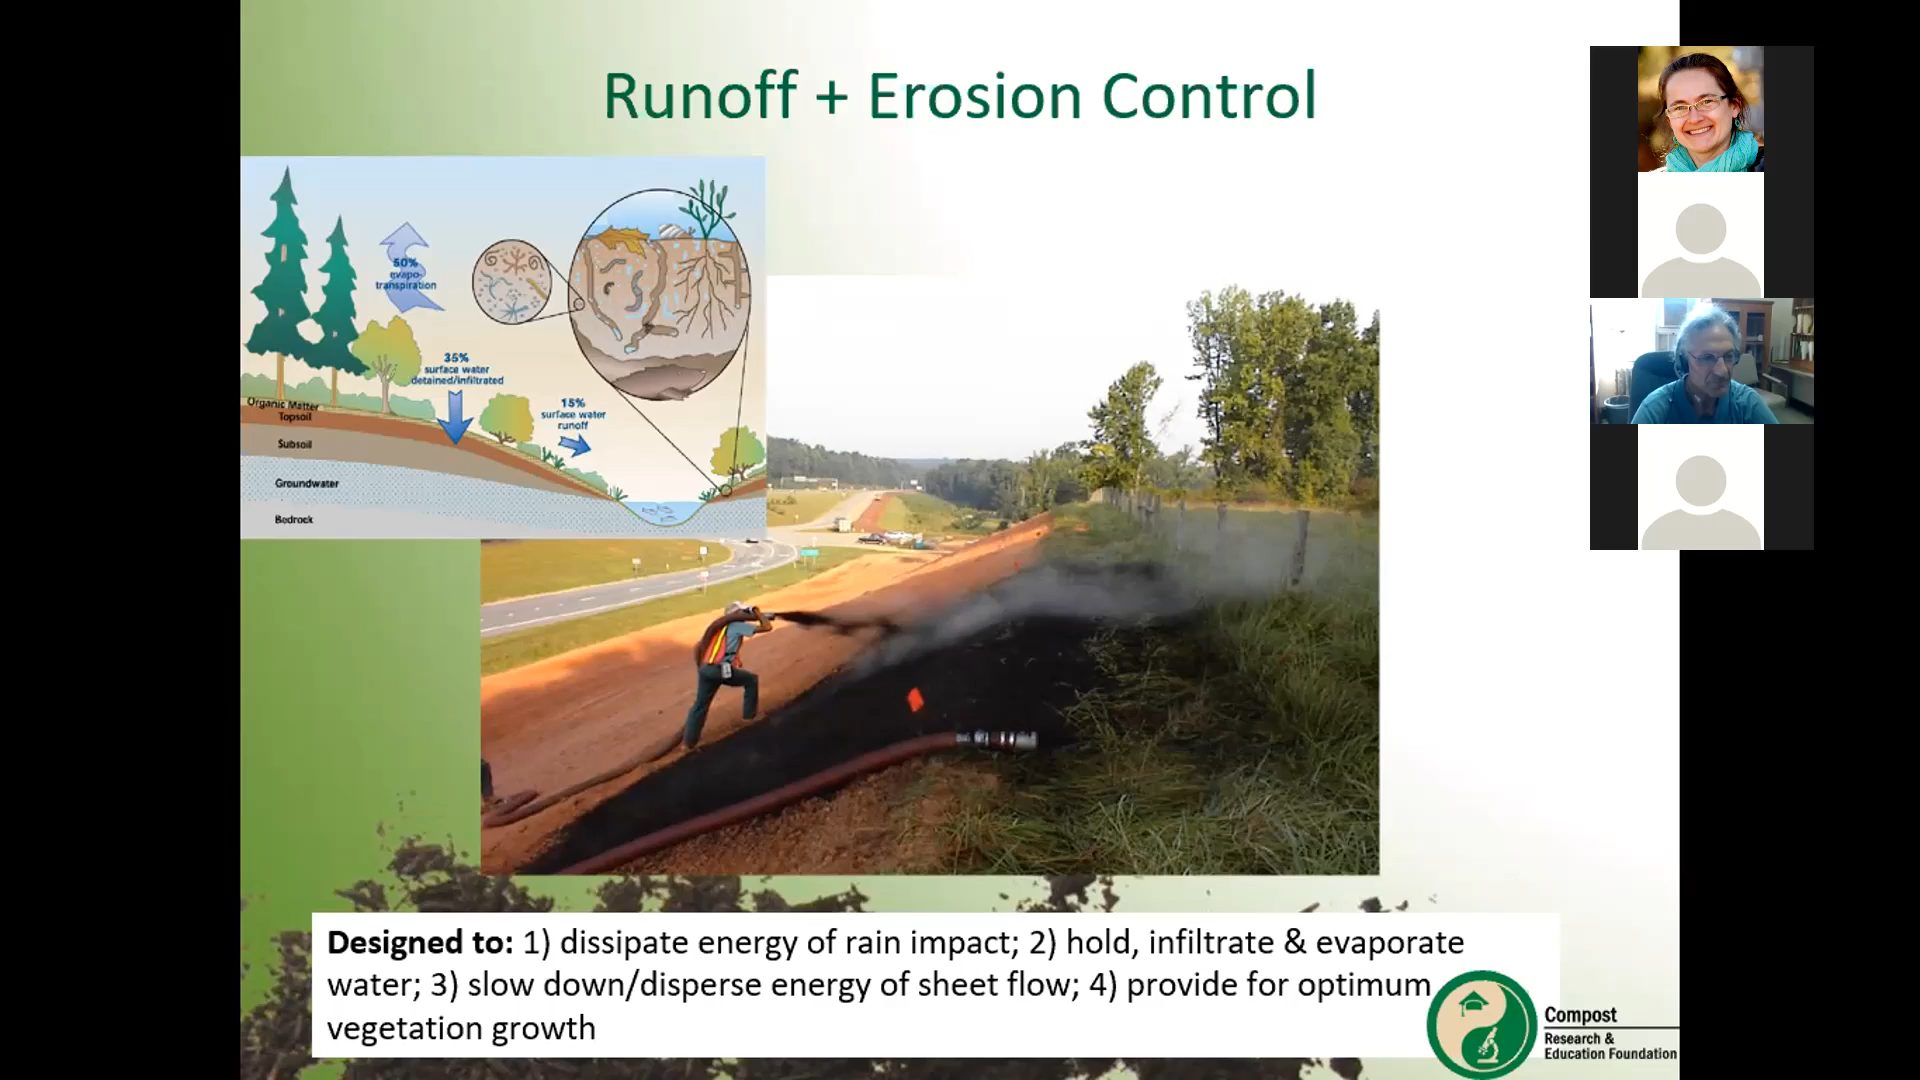 Runoff + Erosion Control
50%
evapo-
transpiration
35%
surface water
detained/infiltrated
15%
surface water
runoff
Organic Matter
Topsoil
Subsoil
Groundwater
Bedrock
Designed to: 1) dissipate energy of rain impact; 2) hold, infiltrate & evaporate
water; 3) slow down/disperse energy of sheet flow; 4) provide for optimum
vegetation growth
Compost
Research &
Education Foundation